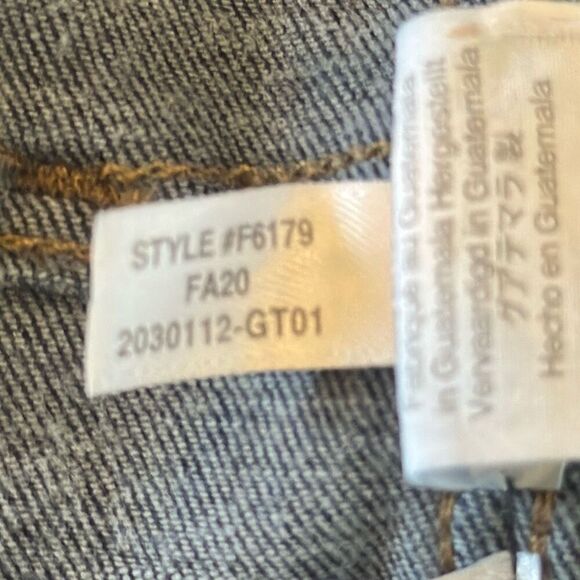 STYLE #F6179
FA20
2030112-GT01
Fabriqué au Guatemala
in Guatemala Hergestellt
Vervaardigd in Guatemala
グアテマラ製
Hecho en Guatemala